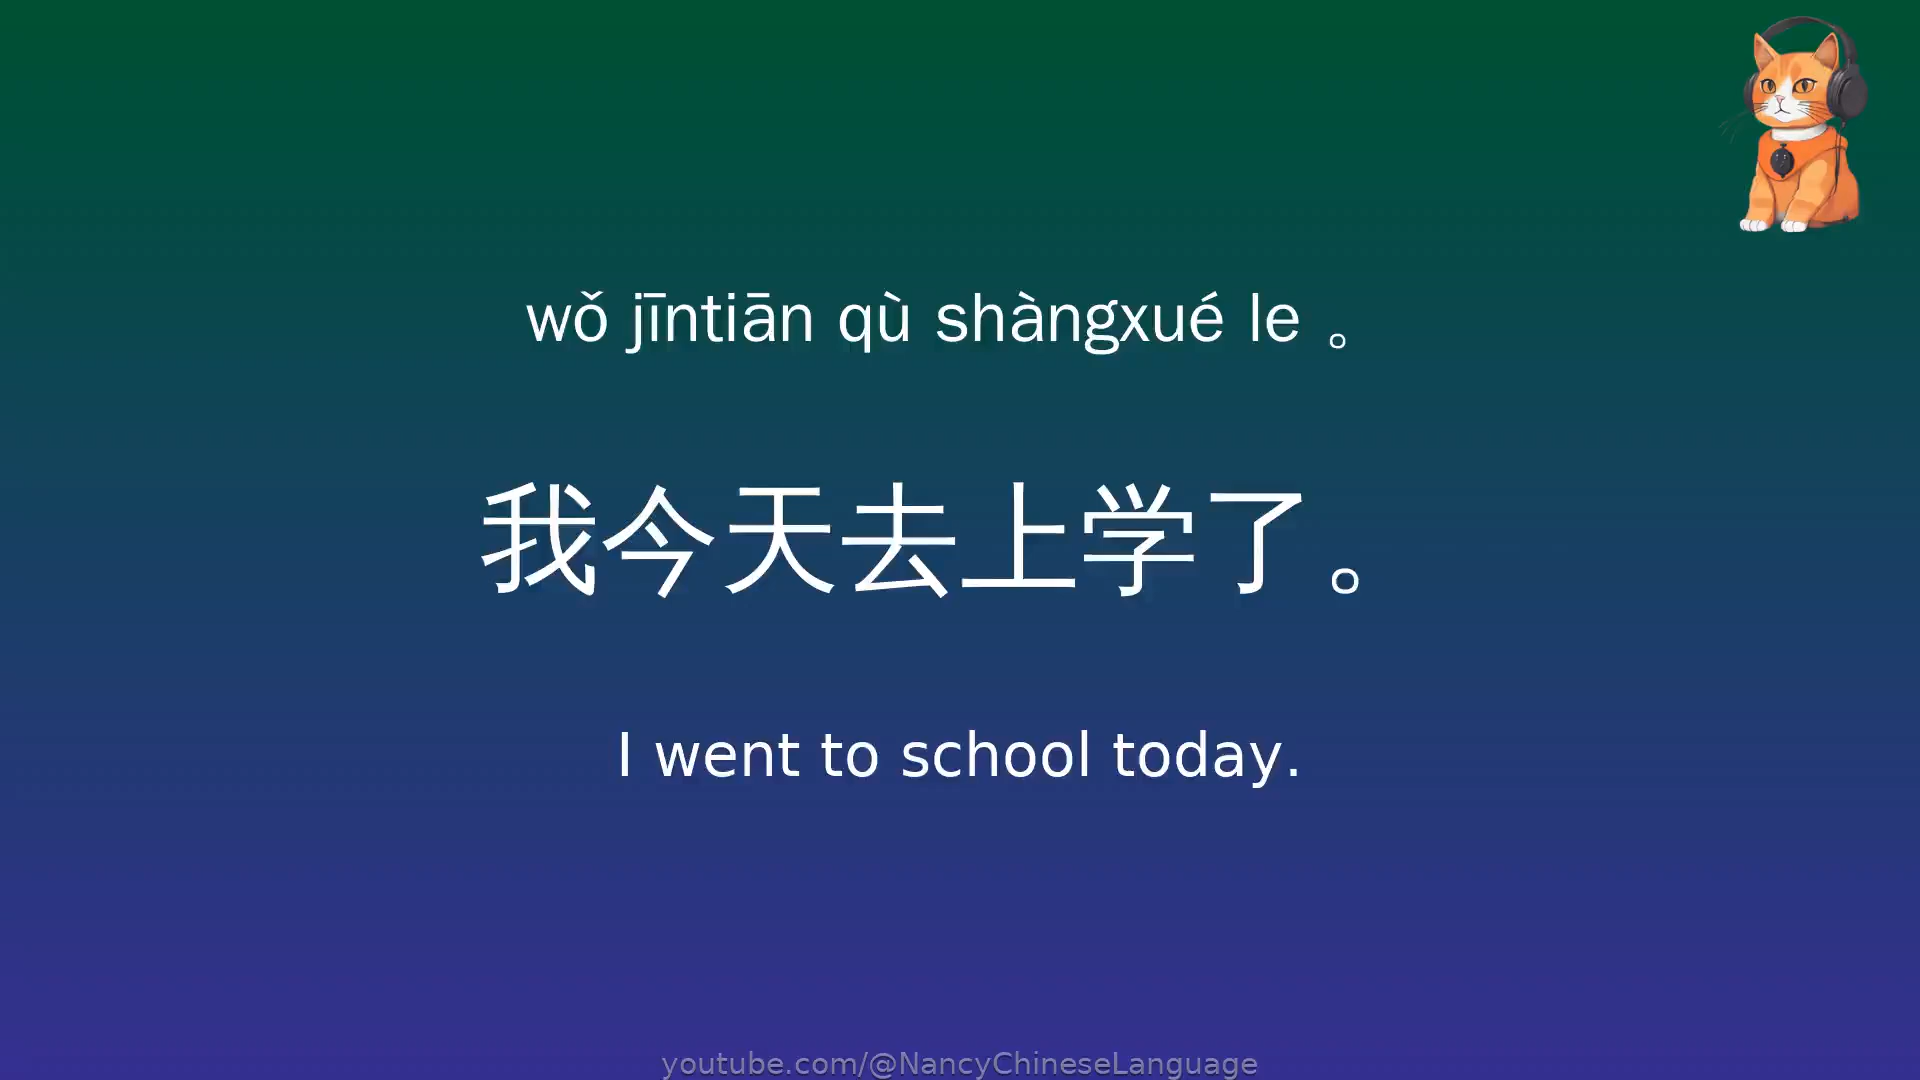 wǒ jīntiān qù shàngxué le 。
我今天去上学了。
I went to school today.
youtube.com/@NancyChineseLanguage